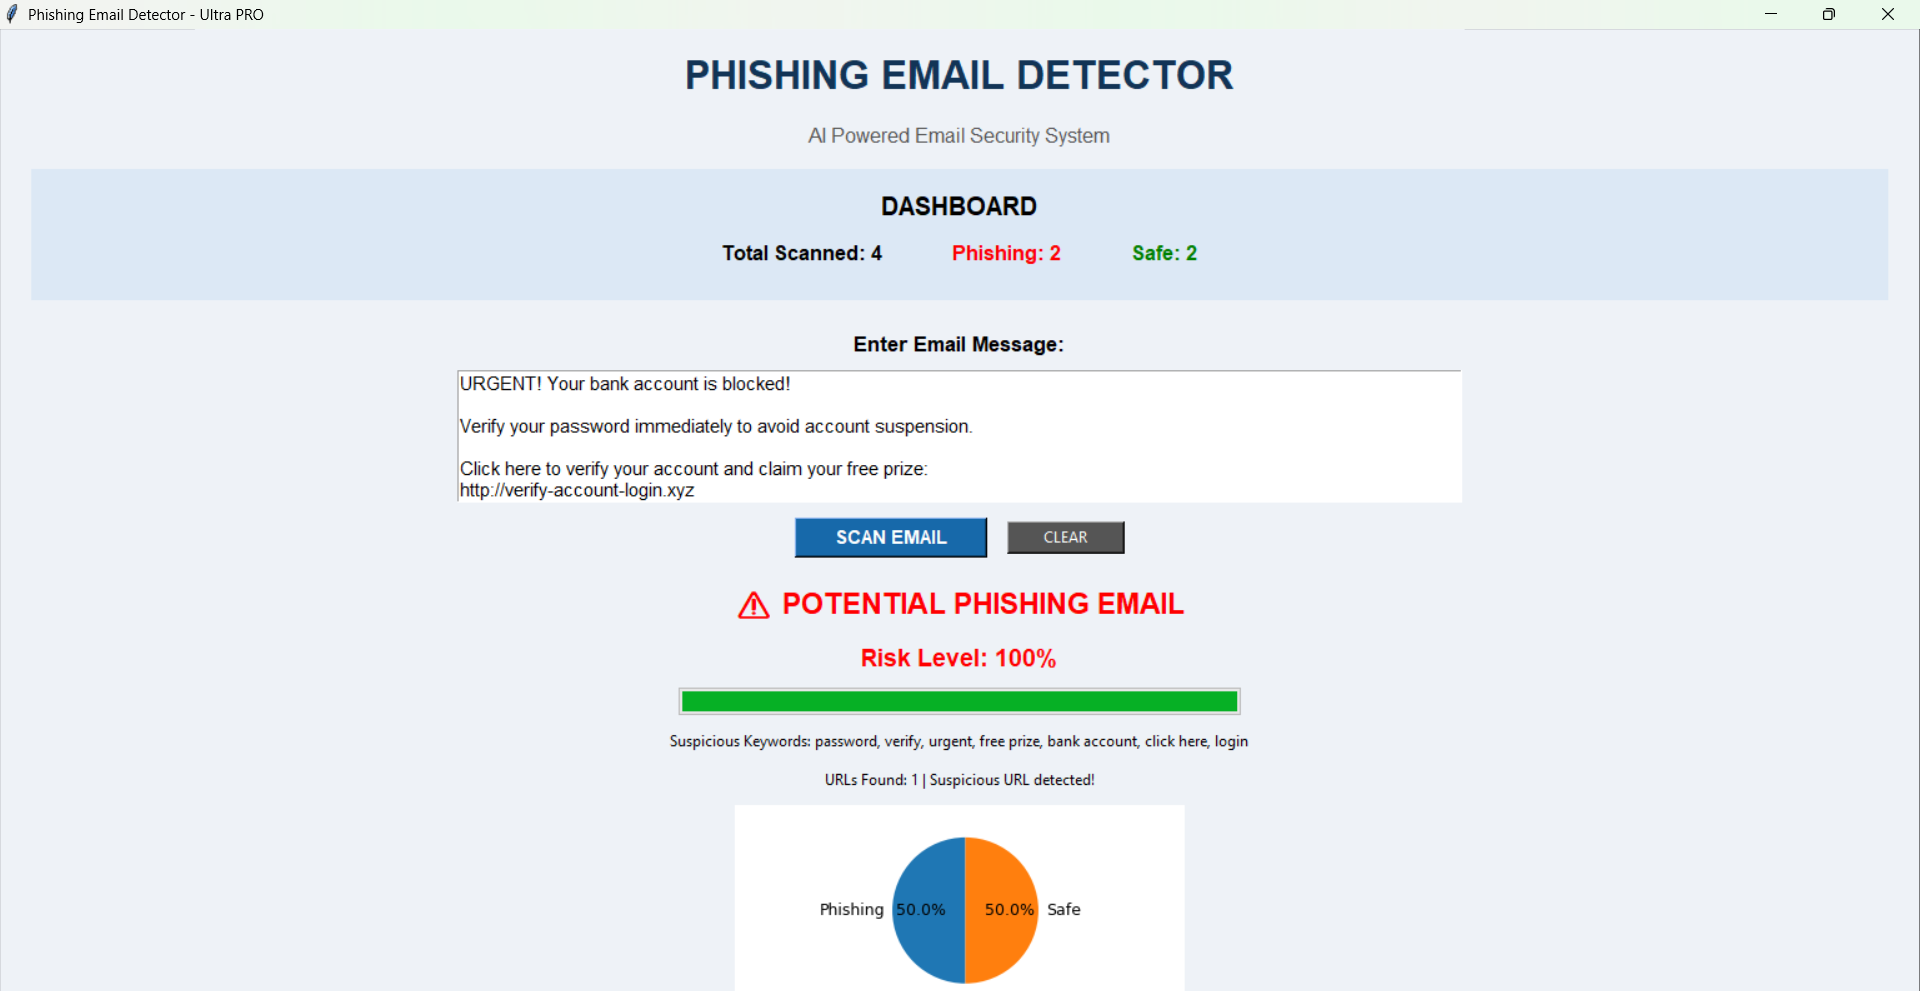 Phishing Email Detector - Ultra PRO
PHISHING EMAIL DETECTOR
AI Powered Email Security System
DASHBOARD
Total Scanned: 4 Phishing: 2 Safe: 2
Enter Email Message:
URGENT! Your bank account is blocked!
Verify your password immediately to avoid account suspension.
Click here to verify your account and claim your free prize:
http://verify-account-login.xyz
SCAN EMAIL CLEAR
⚠ POTENTIAL PHISHING EMAIL
Risk Level: 100%
Suspicious Keywords: password, verify, urgent, free prize, bank account, click here, login
URLs Found: 1 | Suspicious URL detected!
Phishing 50.0% 50.0% Safe